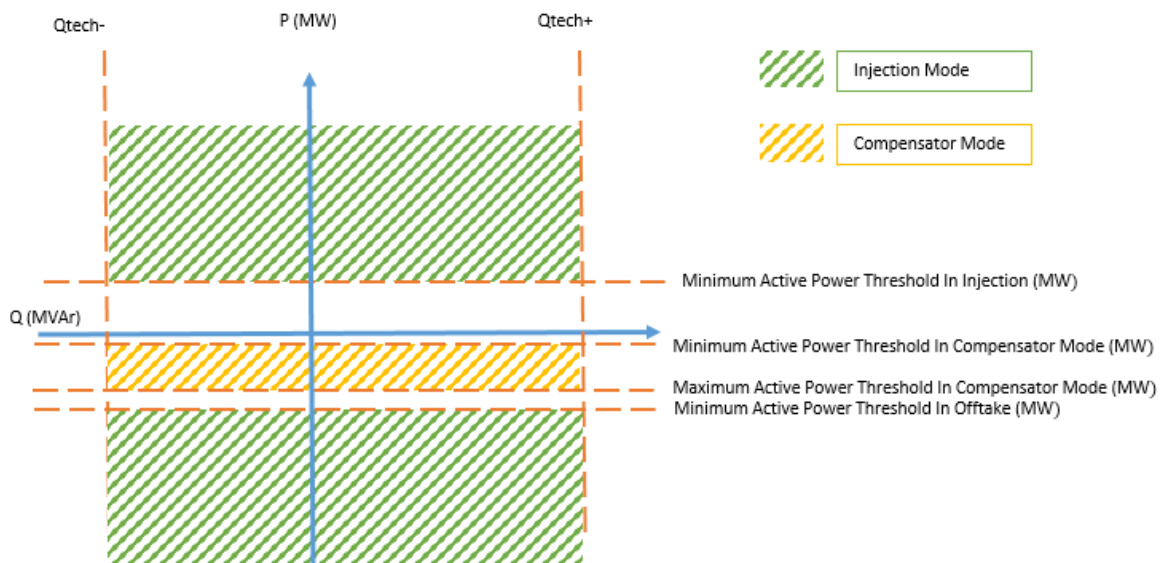 Qtech-
P (MW)
Qtech+
Injection Mode
Compensator Mode
Minimum Active Power Threshold In Injection (MW)
Q (MVAr)
Minimum Active Power Threshold In Compensator Mode (MW)
Maximum Active Power Threshold In Compensator Mode (MW)
Minimum Active Power Threshold In Offtake (MW)